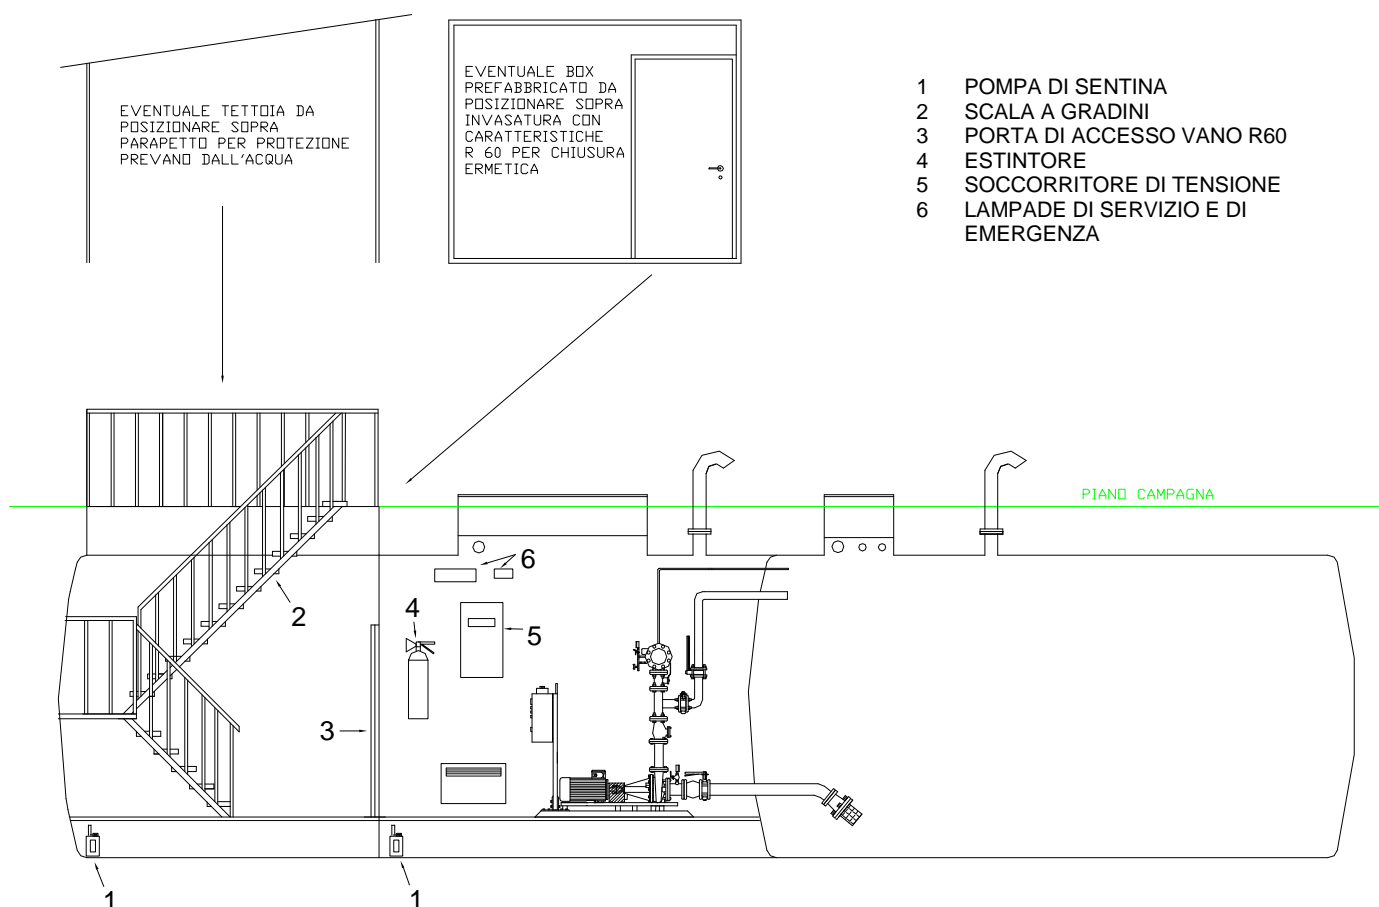 EVENTUALE TETTOIA DA
POSIZIONARE SOPRA
PARAPETTO PER PROTEZIONE
PREVANO DALL'ACQUA
EVENTUALE BOX
PREFABBRICATO DA
POSIZIONARE SOPRA
INVASATURA CON
CARATTERISTICHE
R 60 PER CHIUSURA
ERMETICA
1 POMPA DI SENTINA
2 SCALA A GRADINI
3 PORTA DI ACCESSO VANO R60
4 ESTINTORE
5 SOCCORRITORE DI TENSIONE
6 LAMPADE DI SERVIZIO E DI
EMERGENZA
PIANO CAMPAGNA
6
4
2
5
3
1
1